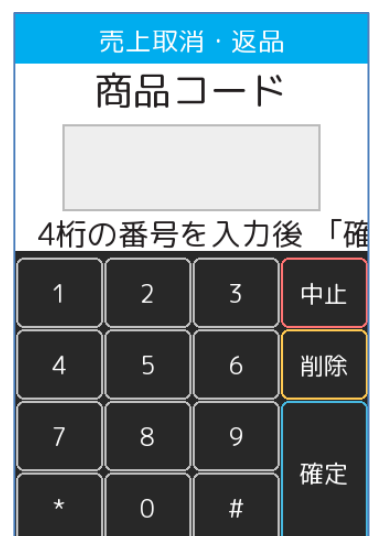 売上取消・返品
商品コード
4桁の番号を入力後 「確
1 2 3 中止
4 5 6 削除
7 8 9
* 0 # 確定